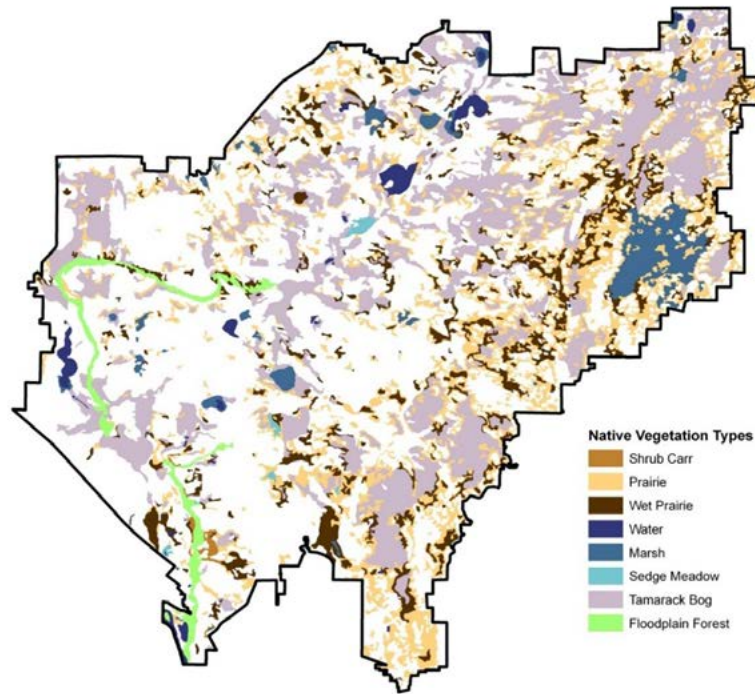 Native Vegetation Types
Shrub Carr
Prairie
Wet Prairie
Water
Marsh
Sedge Meadow
Tamarack Bog
Floodplain Forest